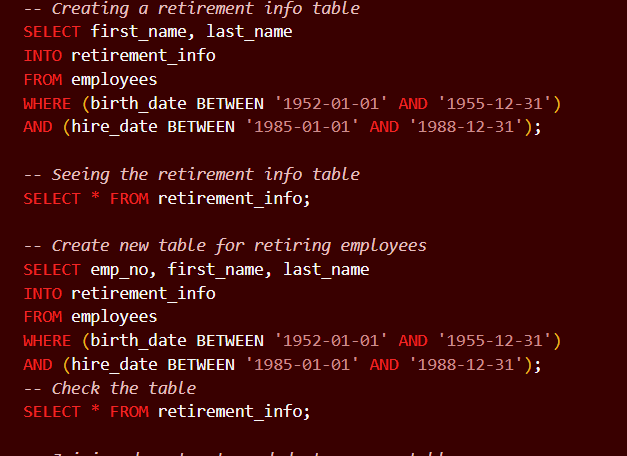 -- Creating a retirement info table
SELECT first_name, last_name
INTO retirement_info
FROM employees
WHERE (birth_date BETWEEN '1952-01-01' AND '1955-12-31')
AND (hire_date BETWEEN '1985-01-01' AND '1988-12-31');
-- Seeing the retirement info table
SELECT * FROM retirement_info;
-- Create new table for retiring employees
SELECT emp_no, first_name, last_name
INTO retirement_info
FROM employees
WHERE (birth_date BETWEEN '1952-01-01' AND '1955-12-31')
AND (hire_date BETWEEN '1985-01-01' AND '1988-12-31');
-- Check the table
SELECT * FROM retirement_info;